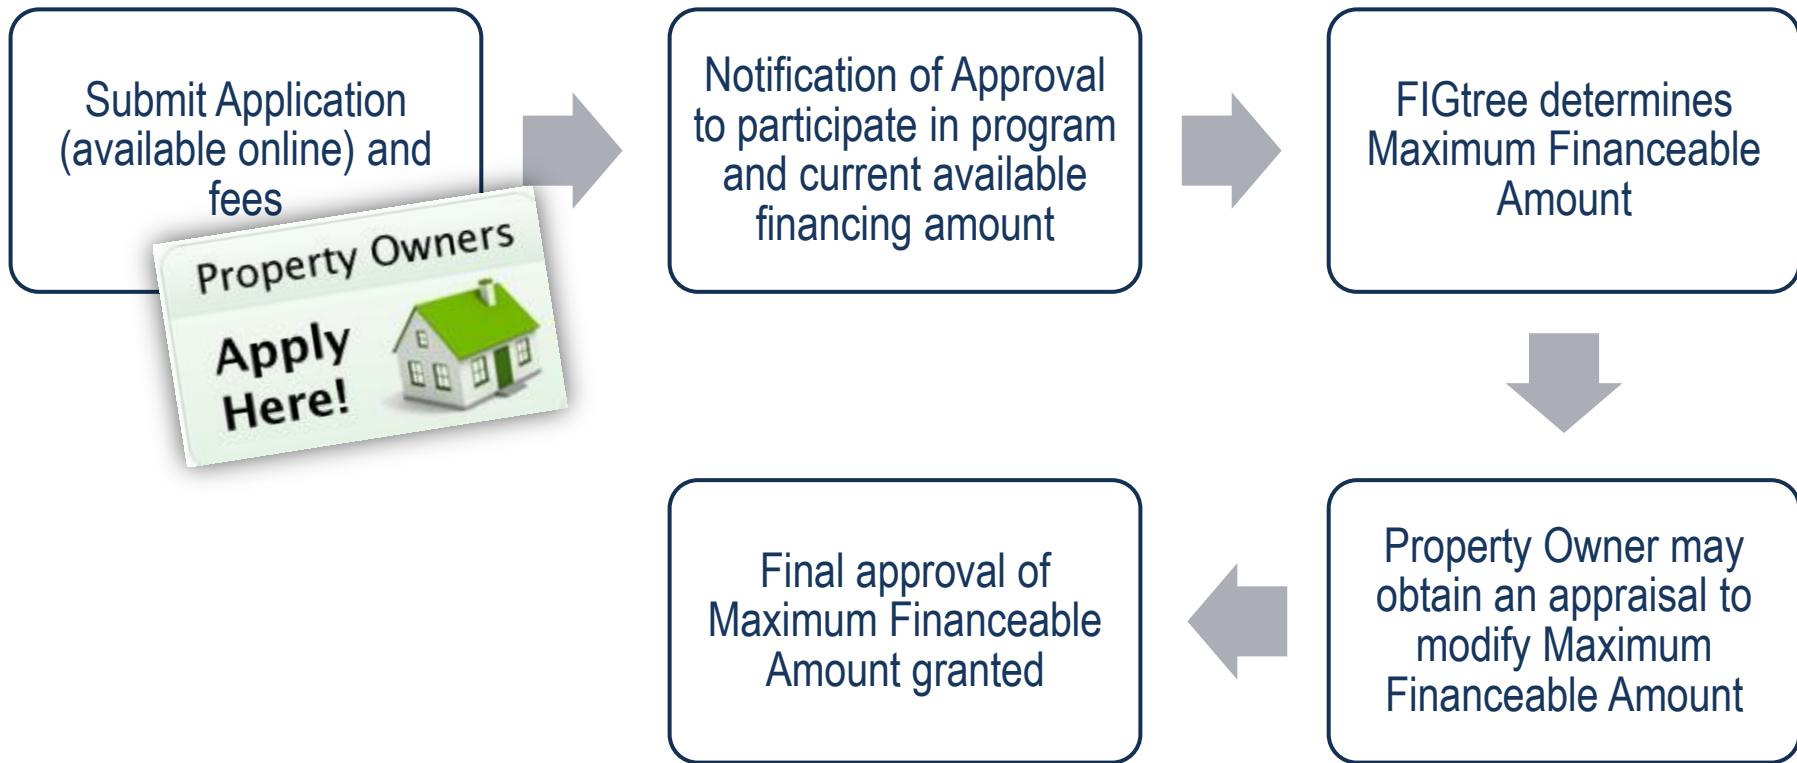 Submit Application
(available online) and
fees
Property Owners
Apply
Here!
Notification of Approval
to participate in program
and current available
financing amount
FIGtree determines
Maximum Financeable
Amount
Property Owner may
obtain an appraisal to
modify Maximum
Financeable Amount
Final approval of
Maximum Financeable
Amount granted